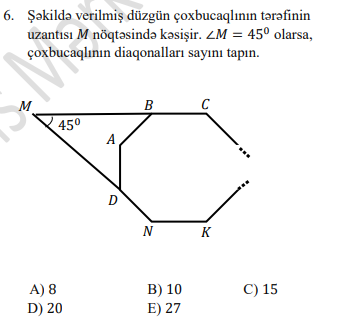 6. Şəkildə verilmiş düzgün çoxbucaqlının tərəfinin
uzantısı M nöqtəsində kəsişir. ∠M = 45⁰ olarsa,
çoxbucaqlının diaqonalları sayını tapın.
M B C
45⁰
A
D
N K
A) 8 B) 10 C) 15
D) 20 E) 27